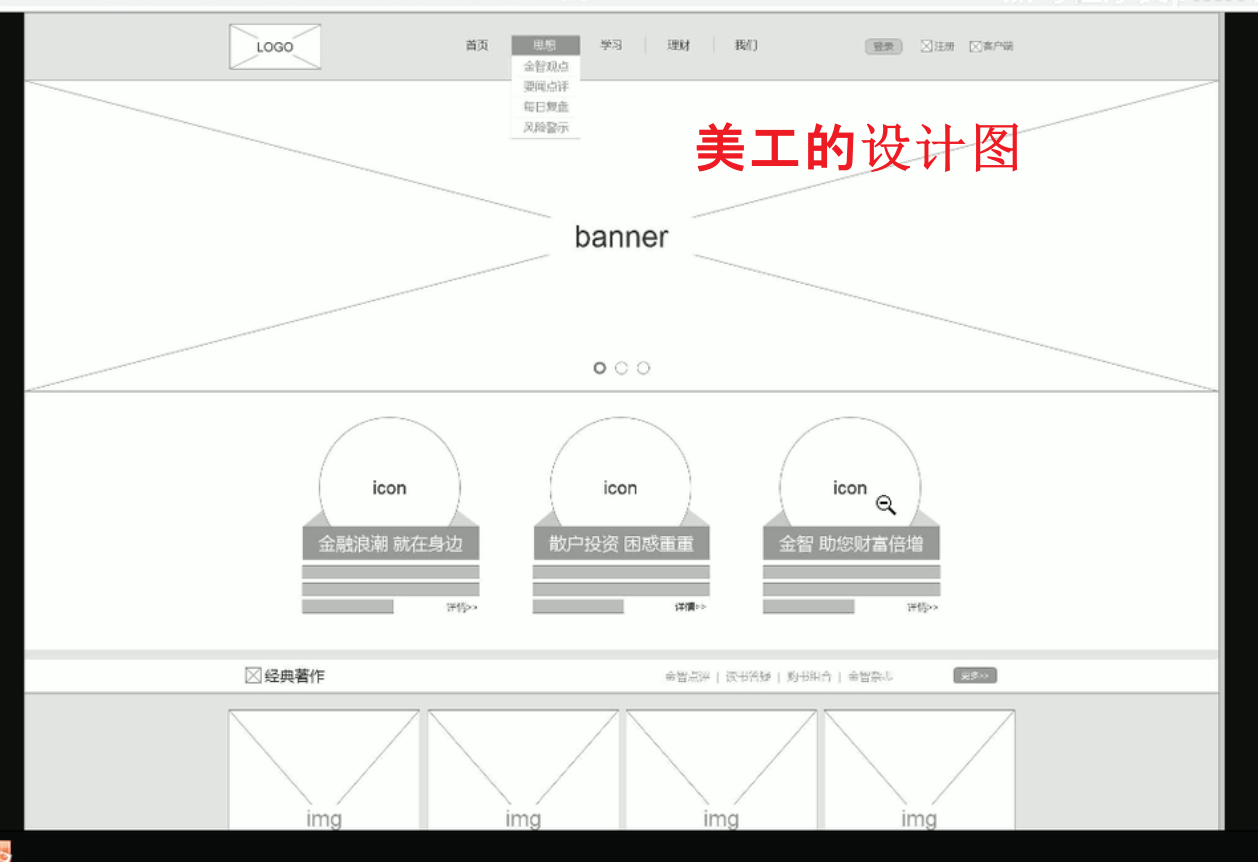 LOGO
首页 思想 学习 理财 我们 登录 注册 客户端
金智观点
要闻点评
每日复盘
风险警示
美工的设计图
banner
icon icon icon
金融浪潮 就在身边 散户投资 困惑重重 金智 助您财富倍增
详情>> 详情>> 详情>>
经典著作 金智点评 | 读书答疑 | 购书组合 | 金智杂志 更多>>
img img img img